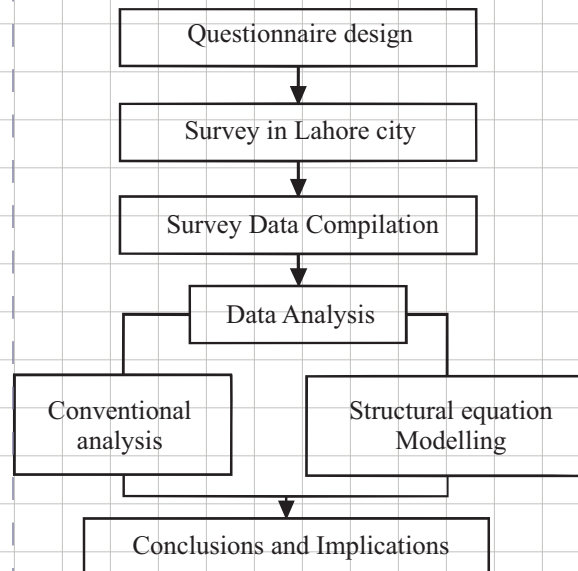 Questionnaire design
Survey in Lahore city
Survey Data Compilation
Data Analysis
Conventional
analysis
Structural equation
Modelling
Conclusions and Implications